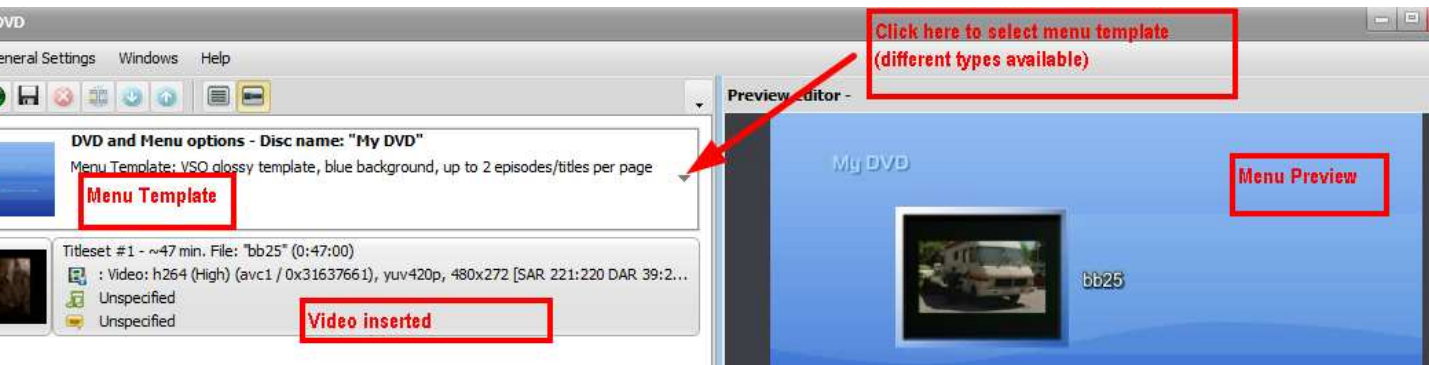 DVD
Click here to select menu template
(different types available)
General Settings Windows Help
Preview editor -
DVD and Menu options - Disc name: "My DVD"
Menu Template: VSO glossy template, blue background, up to 2 episodes/titles per page
Menu Template
My DVD
Menu Preview
Titleset #1 - ~47 min. File: "bb25" (0:47:00)
: Video: h264 (High) (avc1 / 0x31637661), yuv420p, 480x272 [SAR 221:220 DAR 39:2...
Unspecified
Unspecified
Video inserted
bb25